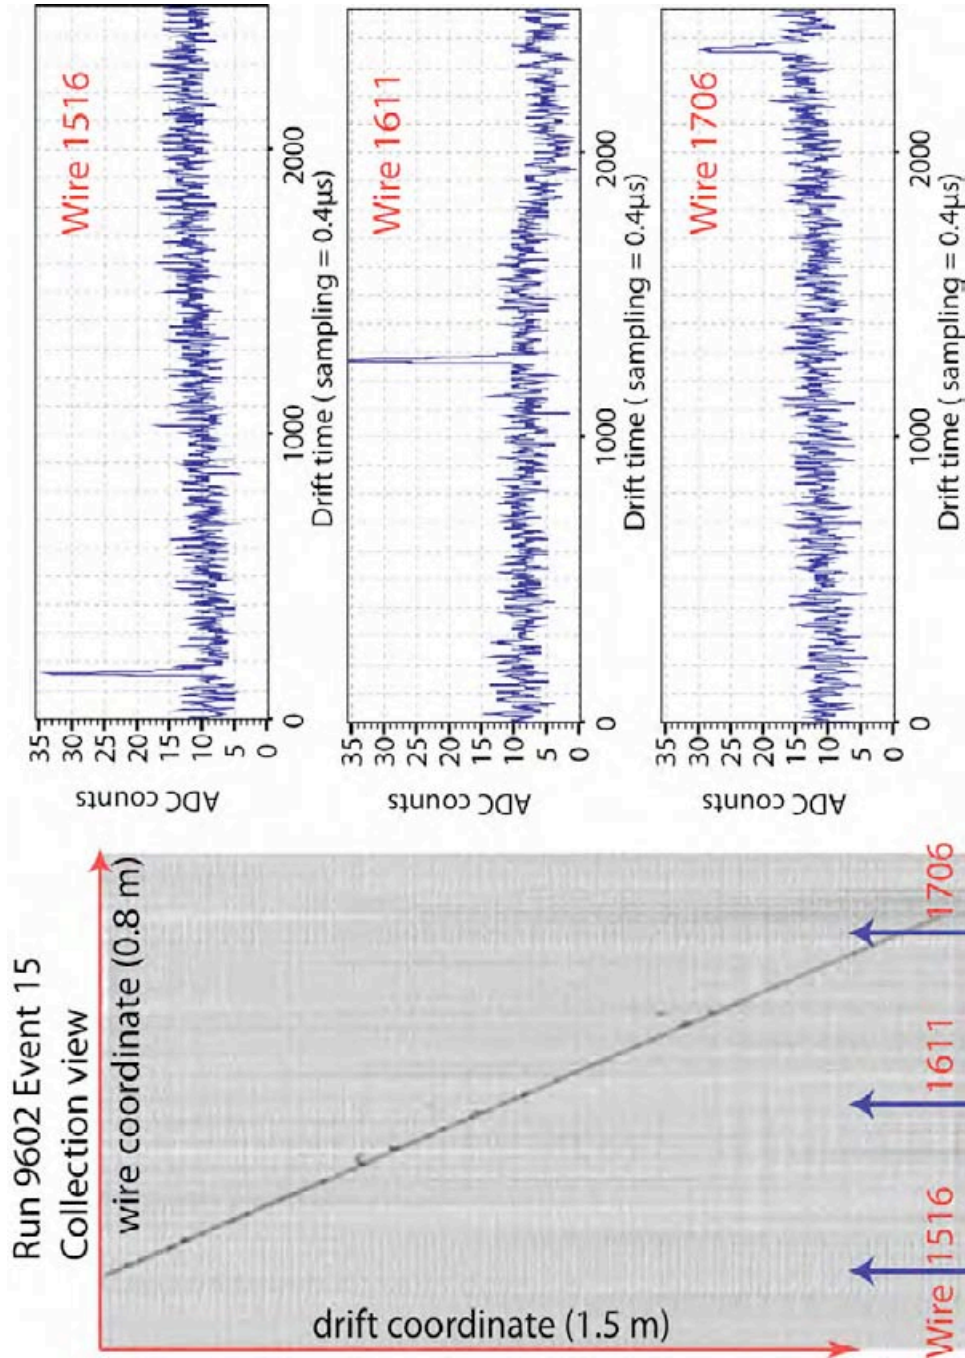 Run 9602 Event 15
Collection view
wire coordinate (0.8 m)
drift coordinate (1.5 m)
Wire 1516
1611
1706
Wire 1516
ADC counts
35
30
25
20
15
10
5
0
0
1000
2000
Drift time ( sampling = 0.4µs)
Wire 1611
ADC counts
35
30
25
20
15
10
5
0
0
1000
2000
Drift time ( sampling = 0.4µs)
Wire 1706
ADC counts
35
30
25
20
15
10
5
0
0
1000
2000
Drift time ( sampling = 0.4µs)